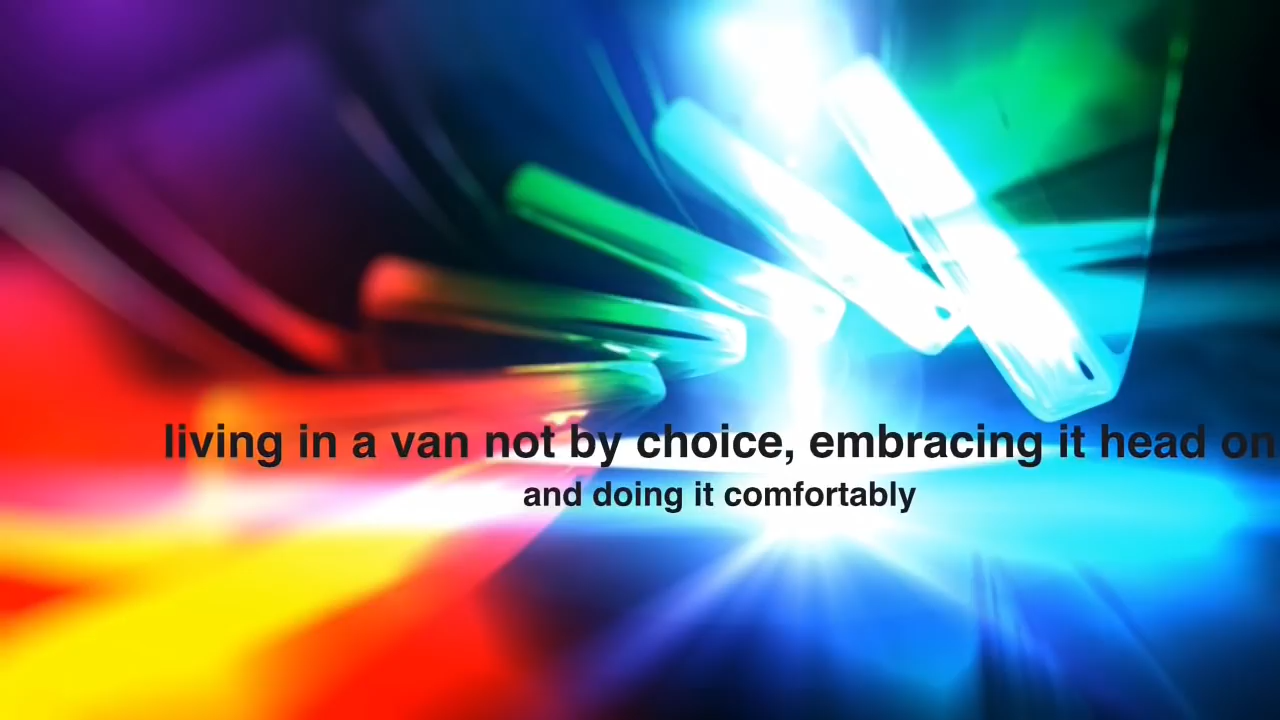 living in a van not by choice, embracing it head on
and doing it comfortably